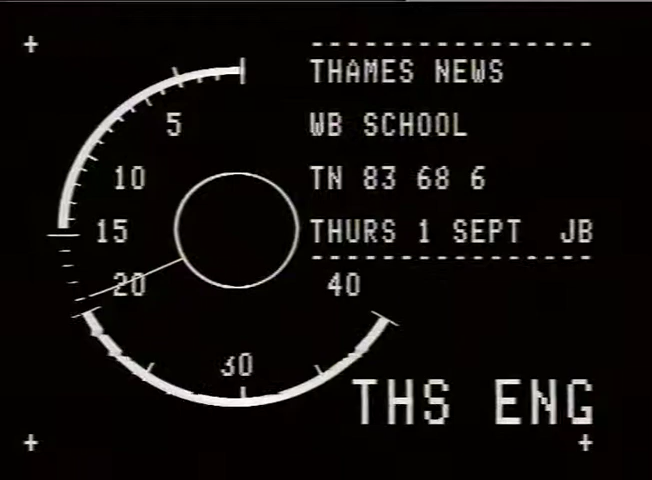 THAMES NEWS
WB SCHOOL
TN 83 68 6
THURS 1 SEPT JB
5
10
15
20
30
40
THS ENG